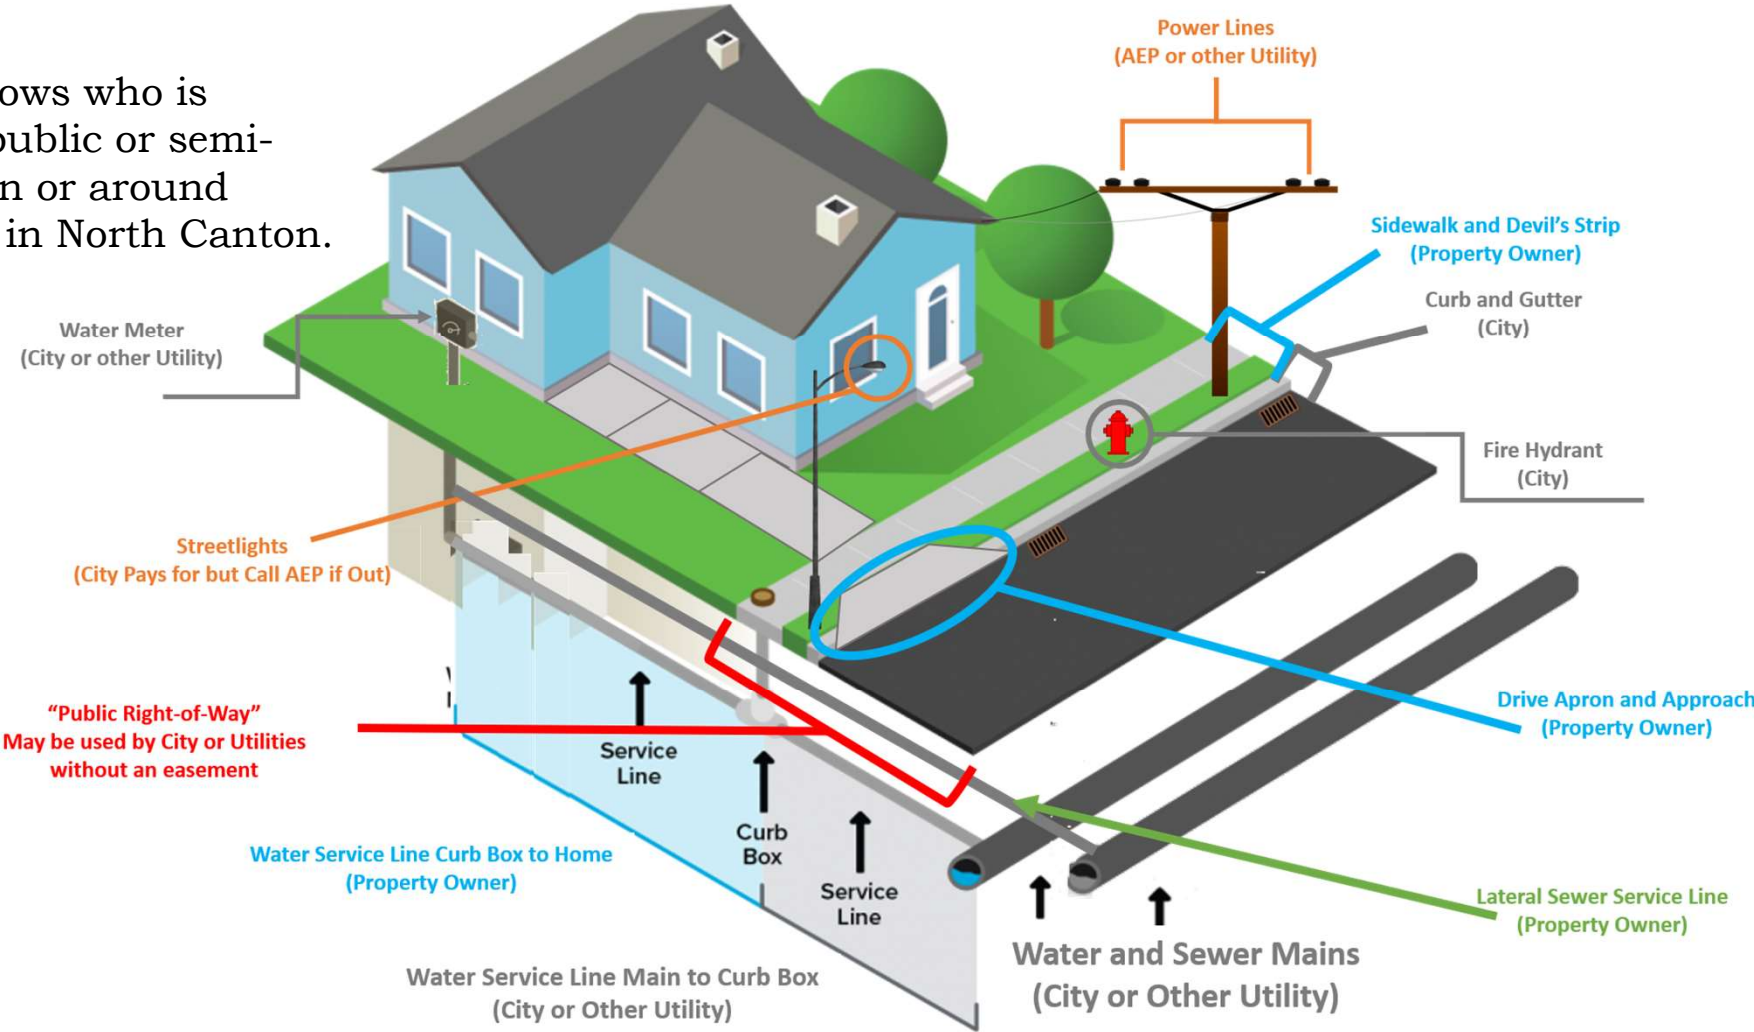 ows who is
public or semi-
n or around
in North Canton.
Power Lines
(AEP or other Utility)
Sidewalk and Devil's Strip
(Property Owner)
Curb and Gutter
(City)
Water Meter
(City or other Utility)
Fire Hydrant
(City)
Streetlights
(City Pays for but Call AEP if Out)
"Public Right-of-Way"
May be used by City or Utilities
without an easement
Service
Line
Drive Apron and Approach
(Property Owner)
Water Service Line Curb Box to Home
(Property Owner)
Curb
Box
Service
Line
Lateral Sewer Service Line
(Property Owner)
Water and Sewer Mains
(City or Other Utility)
Water Service Line Main to Curb Box
(City or Other Utility)